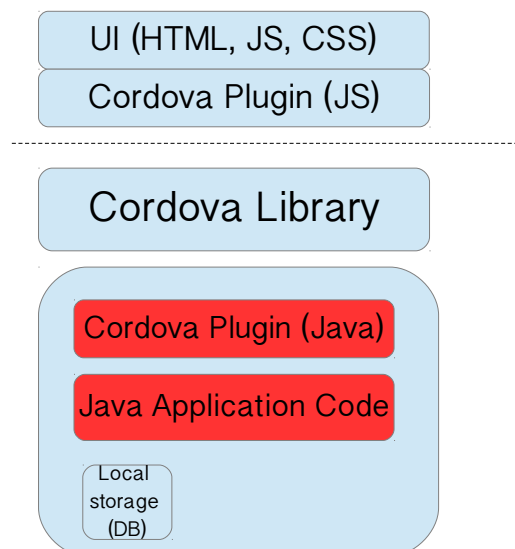 UI (HTML, JS, CSS)
Cordova Plugin (JS)
Cordova Library
Cordova Plugin (Java)
Java Application Code
Local
storage
(DB)